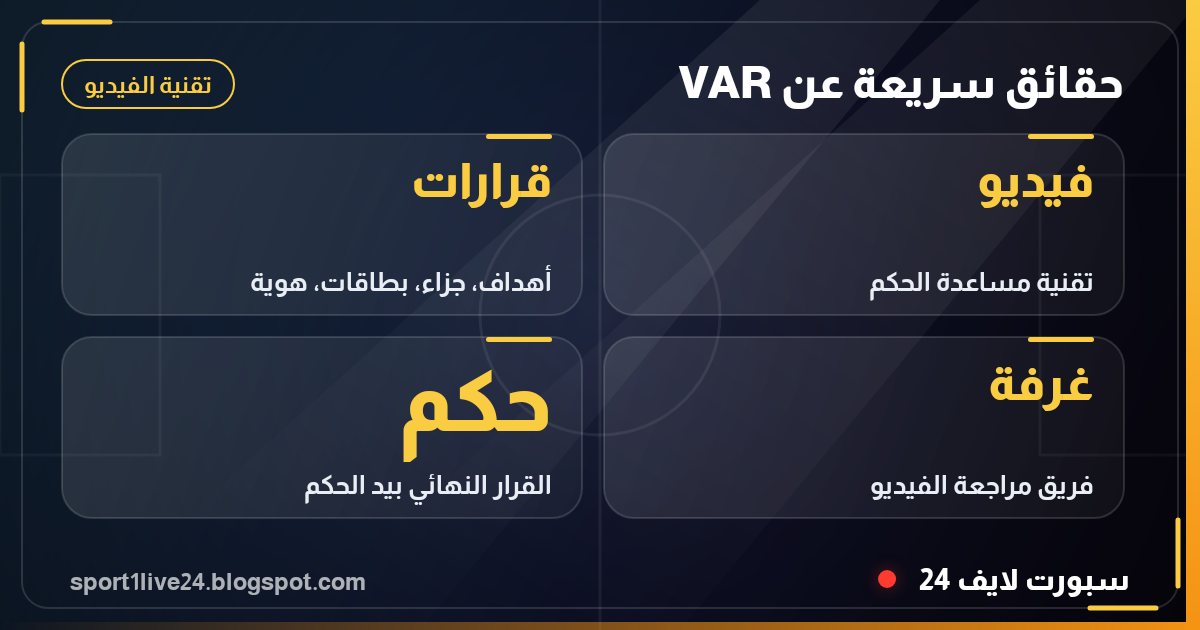 حقائق سريعة عن VAR
تقنية الفيديو
فيديو
تقنية مساعدة الحكم
قرارات
أهداف، جزاء، بطاقات، هوية
غرفة
فريق مراجعة الفيديو
حكم
القرار النهائي بيد الحكم
سبورت لايف 24
sport1live24.blogspot.com